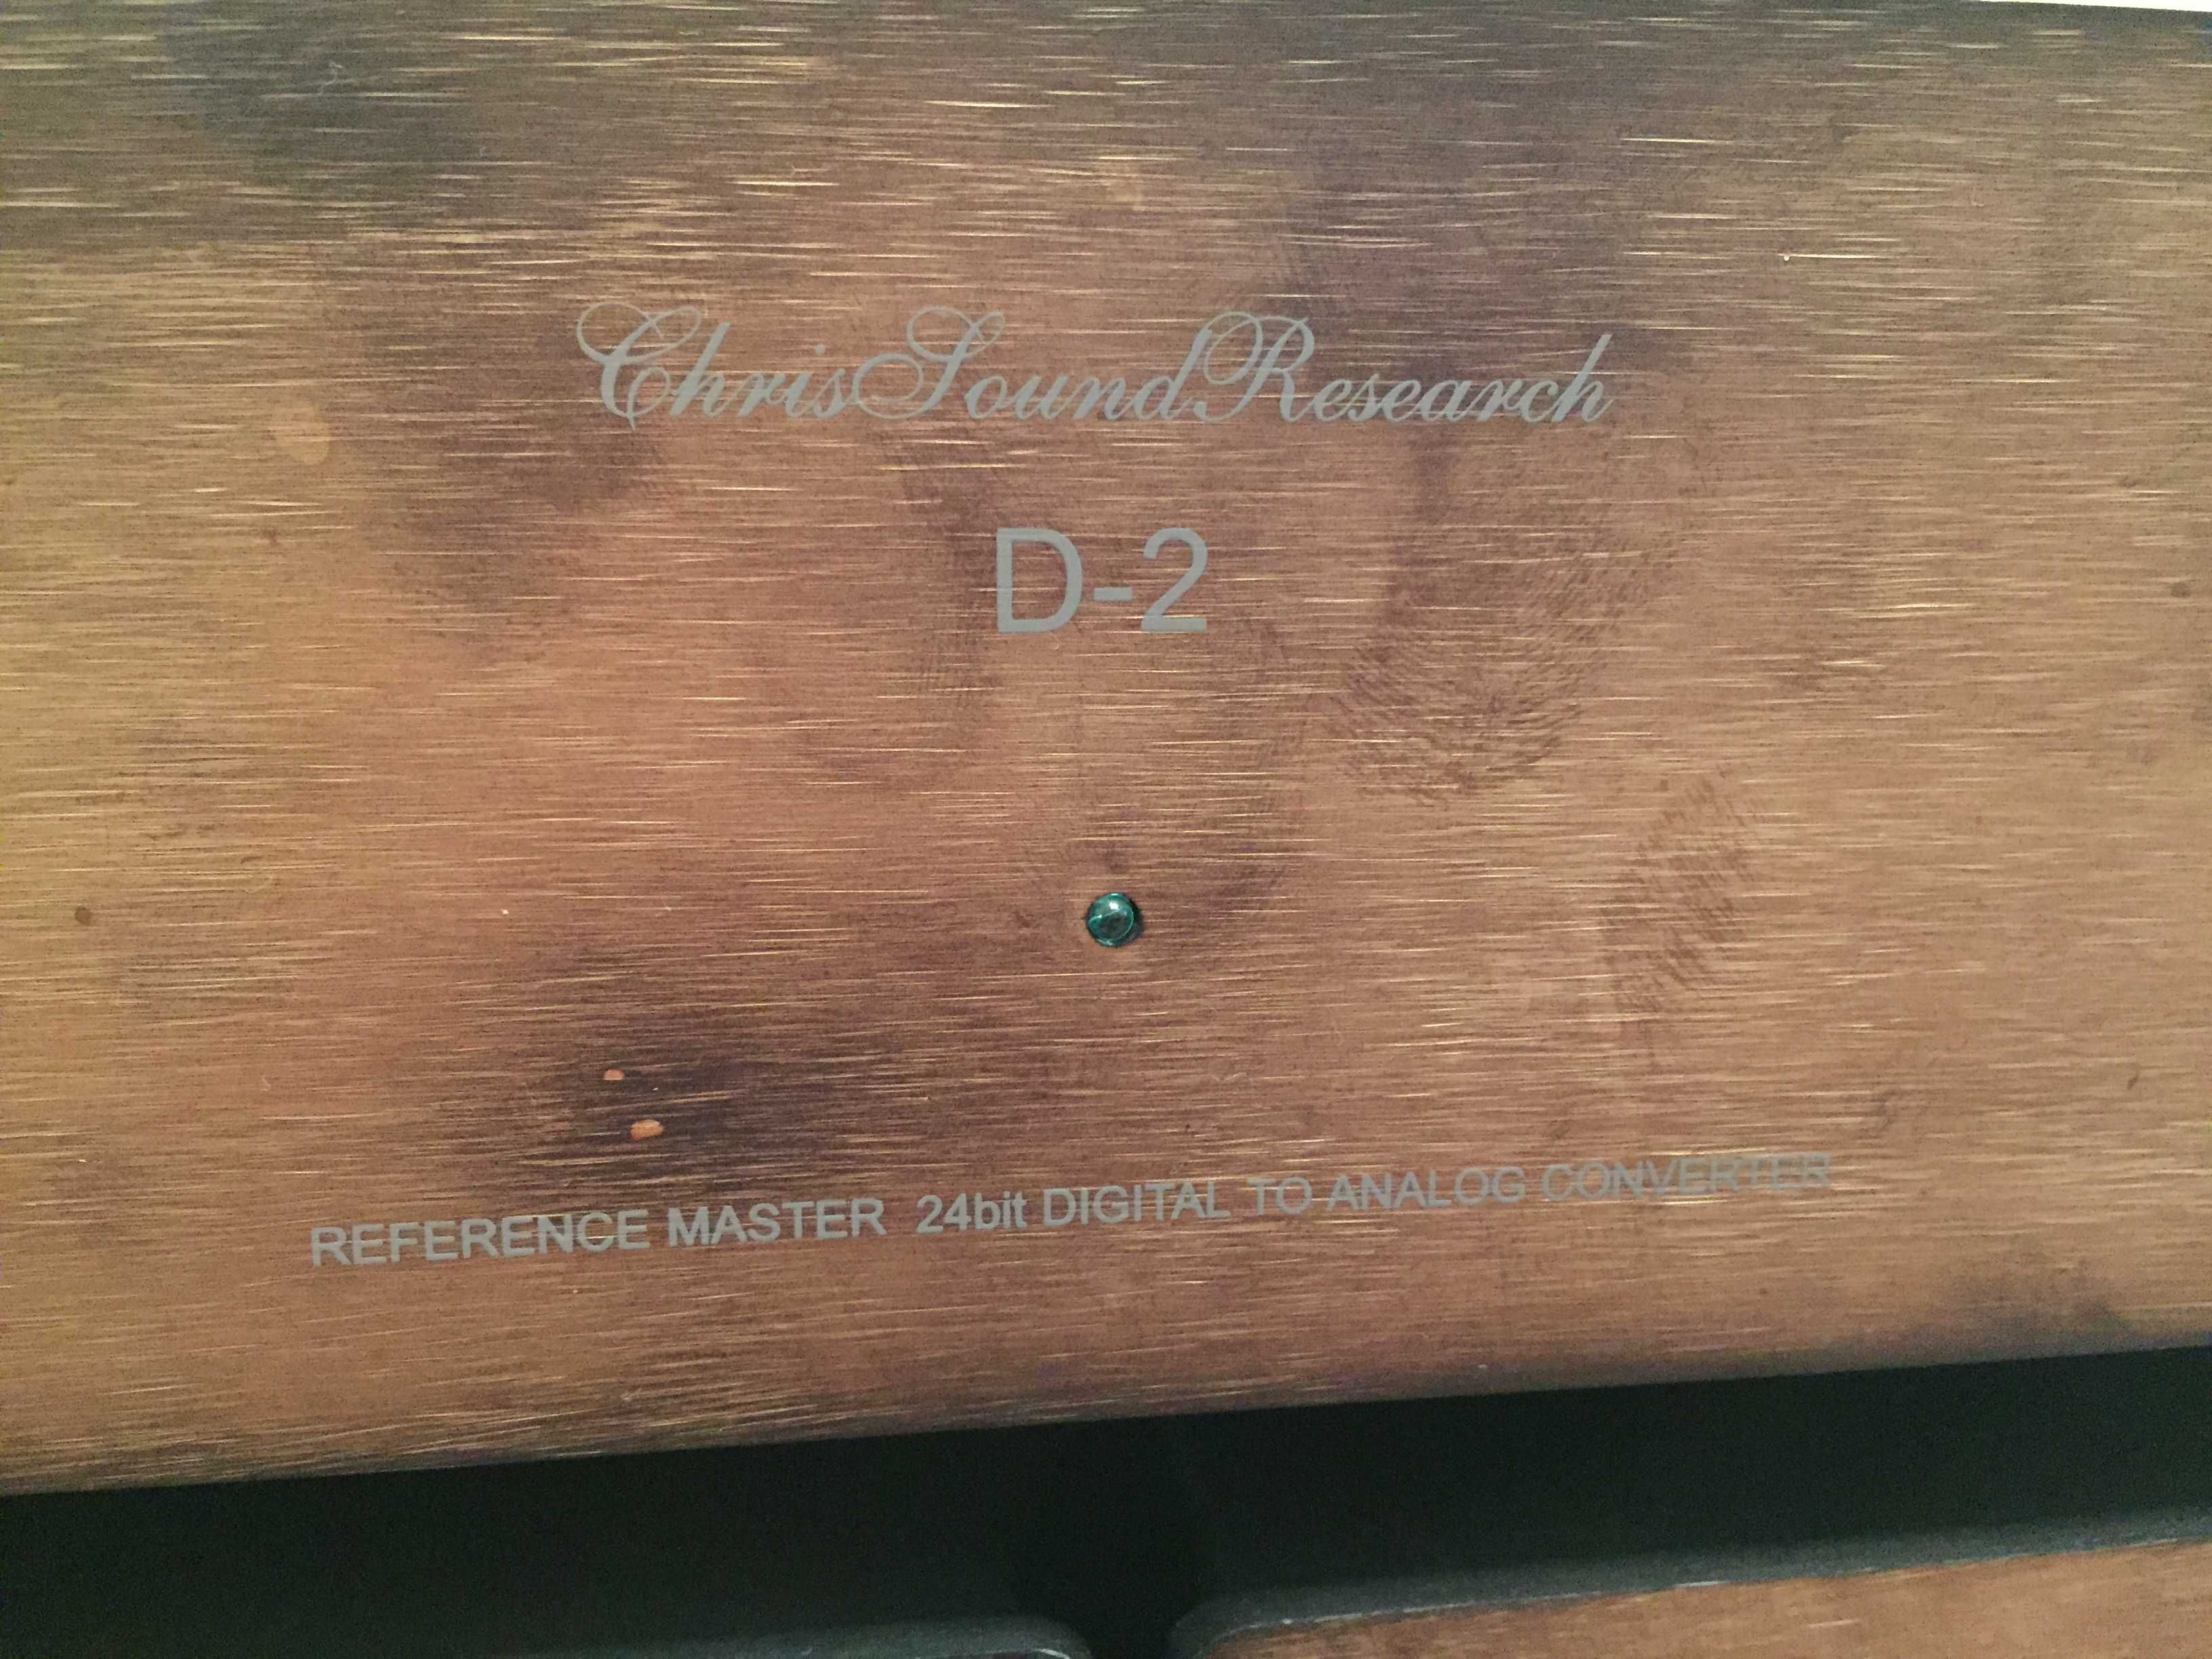 ChrisSoundResearch
D-2
REFERENCE MASTER 24bit DIGITAL TO ANALOG CONVERTER